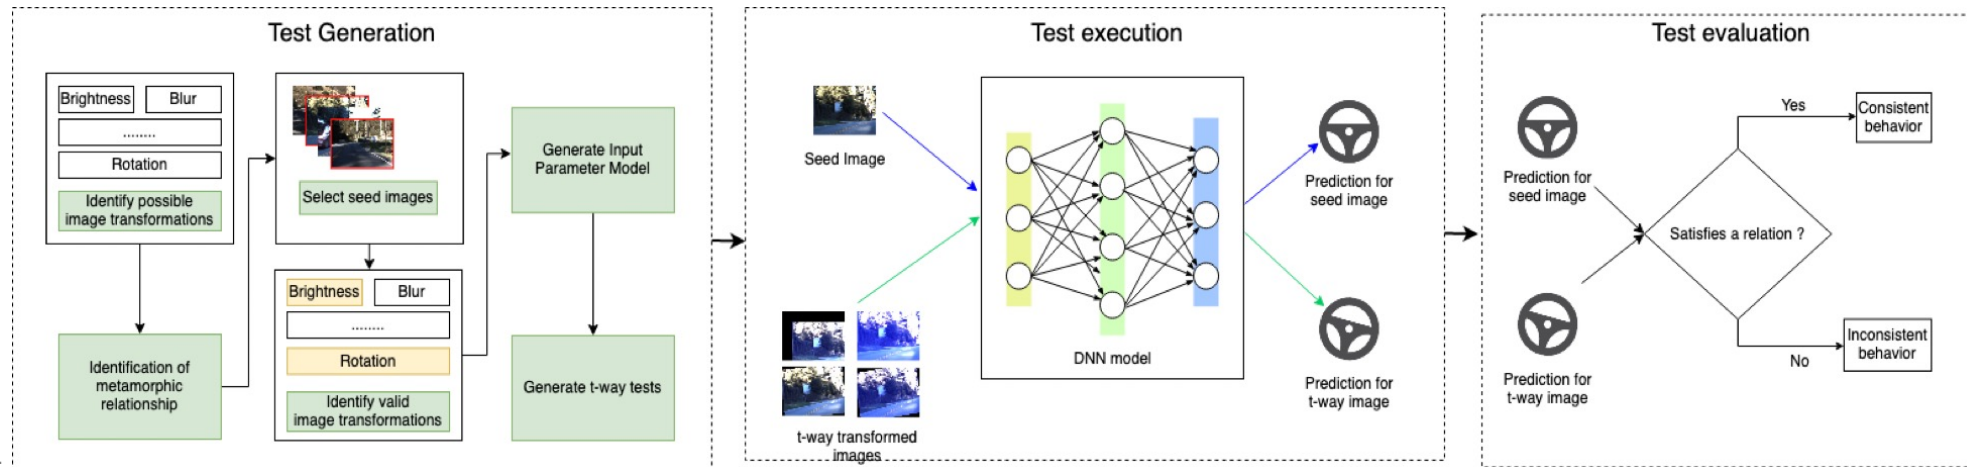 Test Generation
Brightness
Blur
........
Rotation
Identify possible
image transformations
Identification of
metamorphic
relationship
Select seed images
Brightness
Blur
........
Rotation
Identify valid
image transformations
Generate Input
Parameter Model
Generate t-way tests
Test execution
Seed Image
t-way transformed
images
DNN model
Prediction for
seed image
Prediction for
t-way image
Test evaluation
Prediction for
seed image
Prediction for
t-way image
Satisfies a relation ?
Yes
Consistent
behavior
No
Inconsistent
behavior